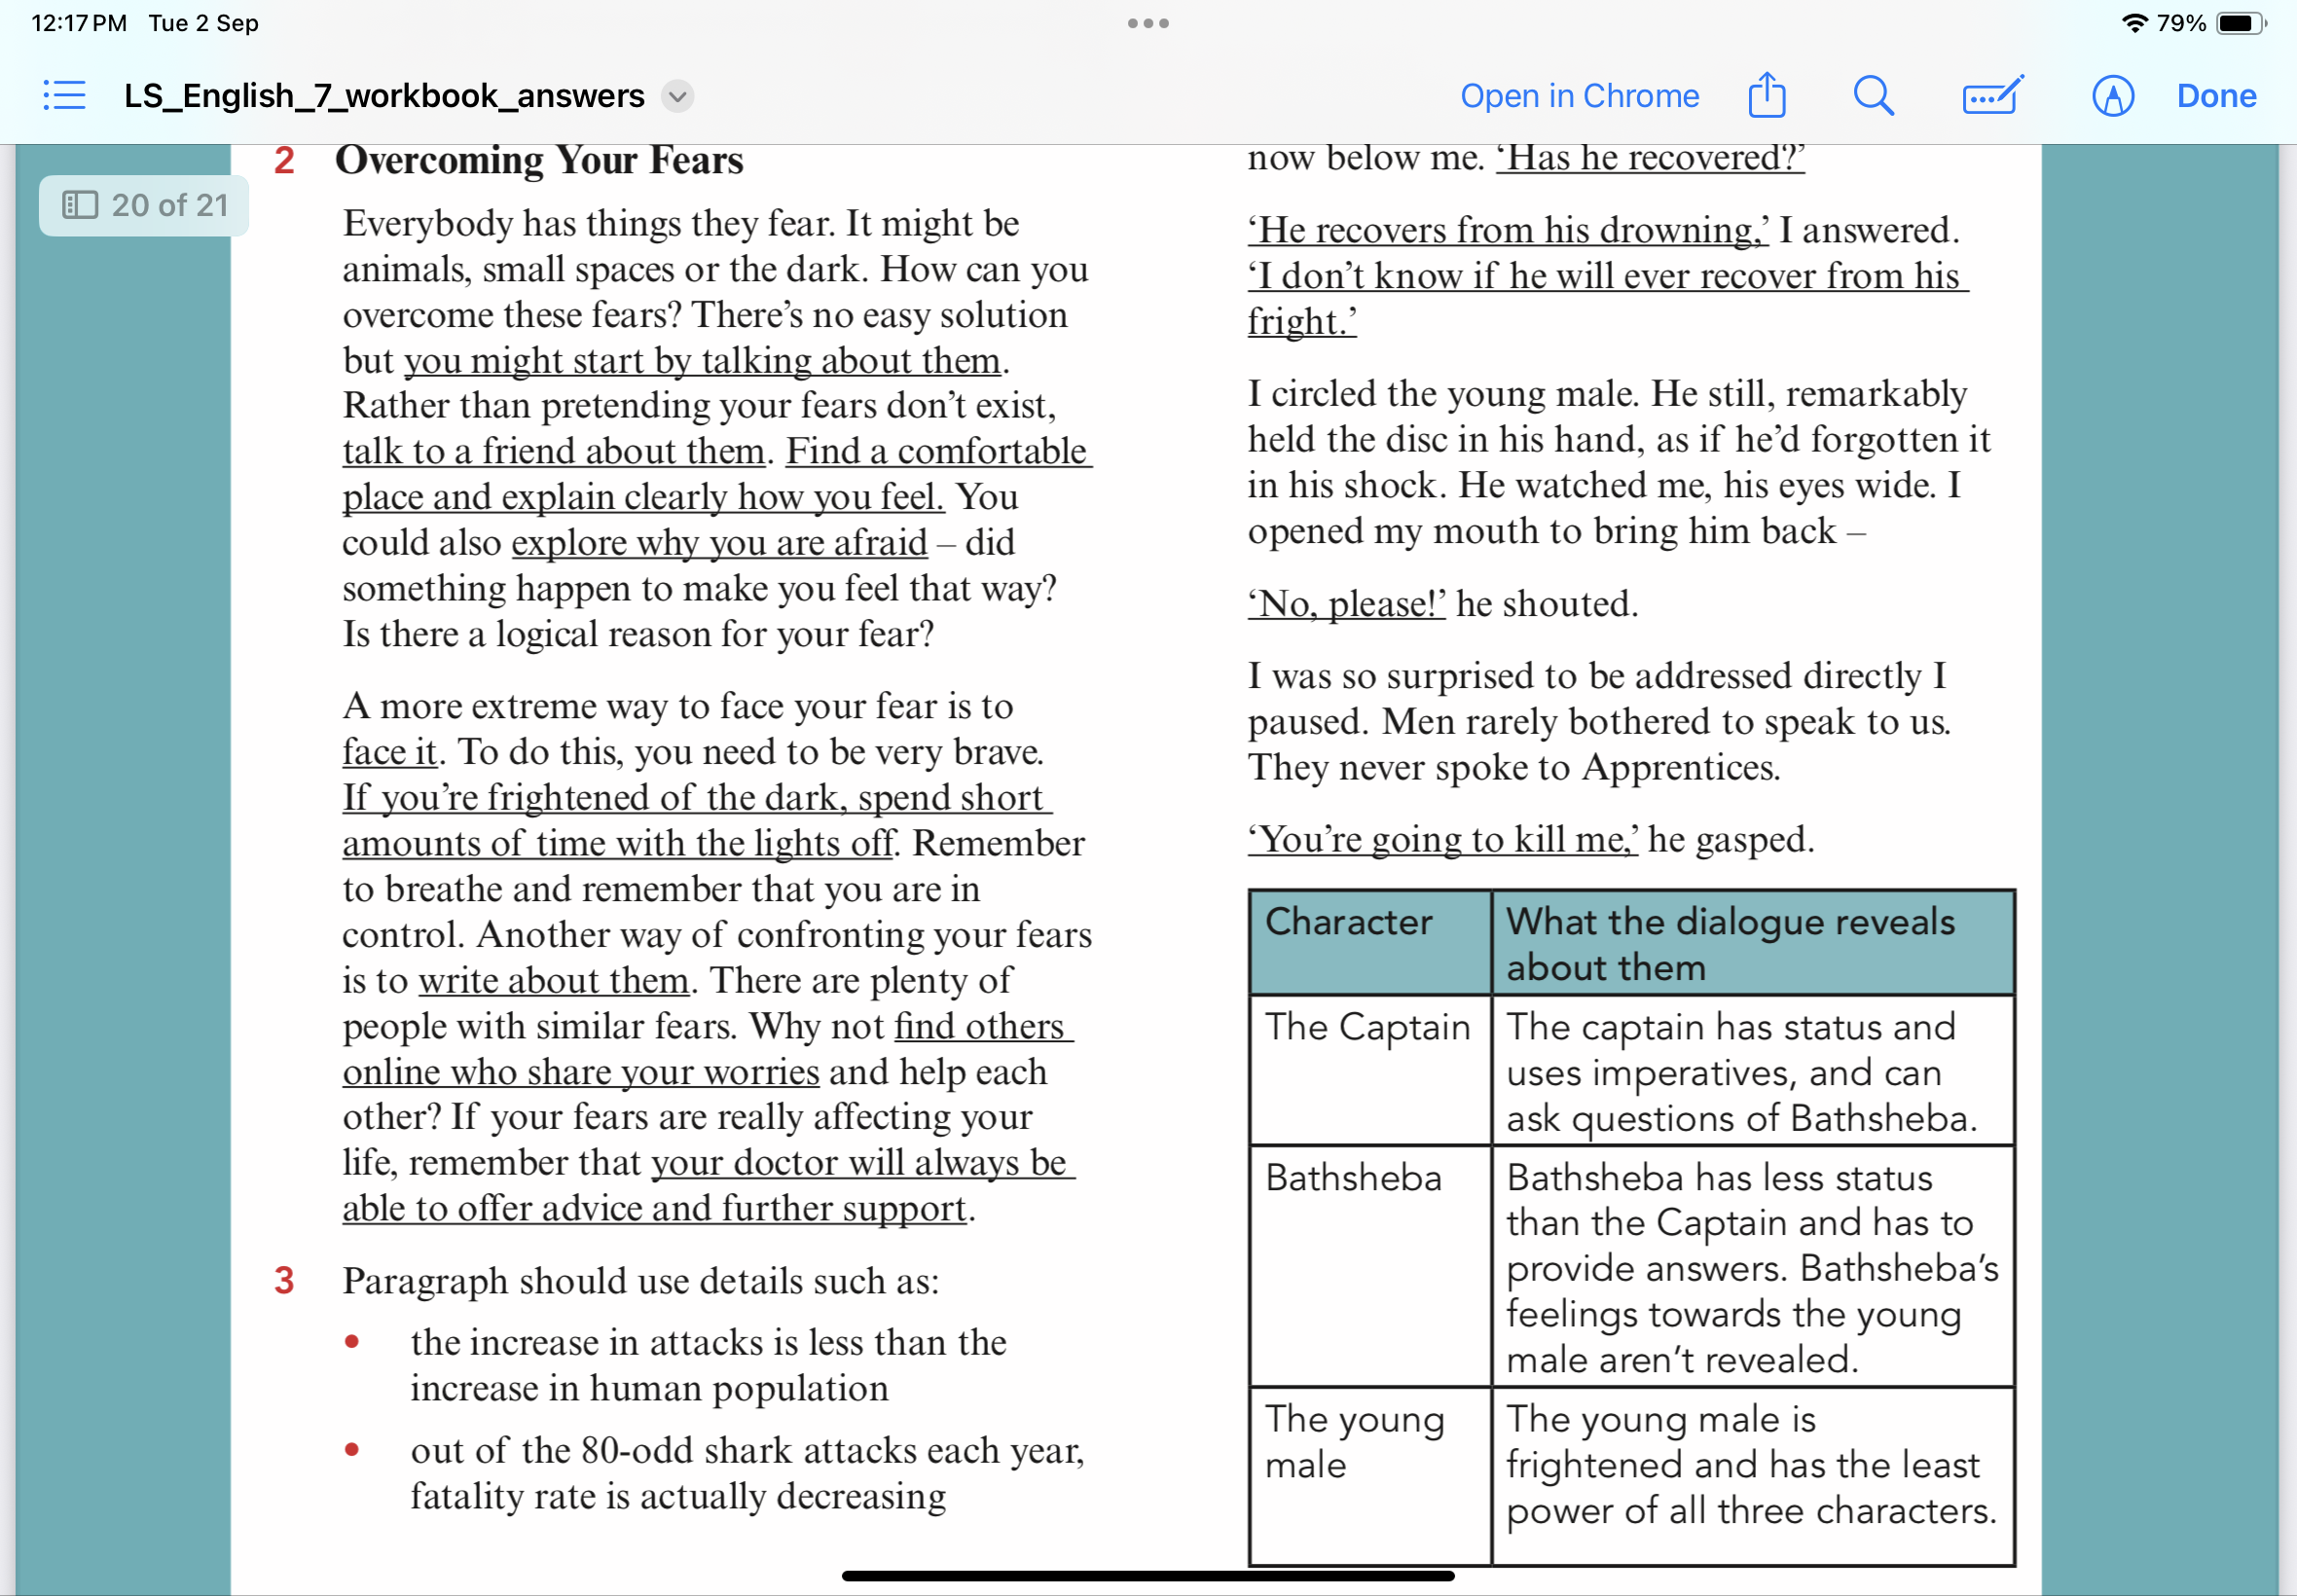 12:17 PM Tue 2 Sep
79%
LS_English_7_workbook_answers
Open in Chrome
Done
20 of 21
2 Overcoming Your Fears
Everybody has things they fear. It might be
animals, small spaces or the dark. How can you
overcome these fears? There’s no easy solution
but you might start by talking about them.
Rather than pretending your fears don’t exist,
talk to a friend about them. Find a comfortable
place and explain clearly how you feel. You
could also explore why you are afraid – did
something happen to make you feel that way?
Is there a logical reason for your fear?
A more extreme way to face your fear is to
face it. To do this, you need to be very brave.
If you’re frightened of the dark, spend short
amounts of time with the lights off. Remember
to breathe and remember that you are in
control. Another way of confronting your fears
is to write about them. There are plenty of
people with similar fears. Why not find others
online who share your worries and help each
other? If your fears are really affecting your
life, remember that your doctor will always be
able to offer advice and further support.
3 Paragraph should use details such as:
• the increase in attacks is less than the
increase in human population
• out of the 80-odd shark attacks each year,
fatality rate is actually decreasing
now below me. ‘Has he recovered?’
‘He recovers from his drowning,’ I answered.
‘I don’t know if he will ever recover from his
fright.’
I circled the young male. He still, remarkably
held the disc in his hand, as if he’d forgotten it
in his shock. He watched me, his eyes wide. I
opened my mouth to bring him back –
‘No, please!’ he shouted.
I was so surprised to be addressed directly I
paused. Men rarely bothered to speak to us.
They never spoke to Apprentices.
‘You’re going to kill me,’ he gasped.
Character
What the dialogue reveals
about them
The Captain
The captain has status and
uses imperatives, and can
ask questions of Bathsheba.
Bathsheba
Bathsheba has less status
than the Captain and has to
provide answers. Bathsheba’s
feelings towards the young
male aren’t revealed.
The young
male
The young male is
frightened and has the least
power of all three characters.